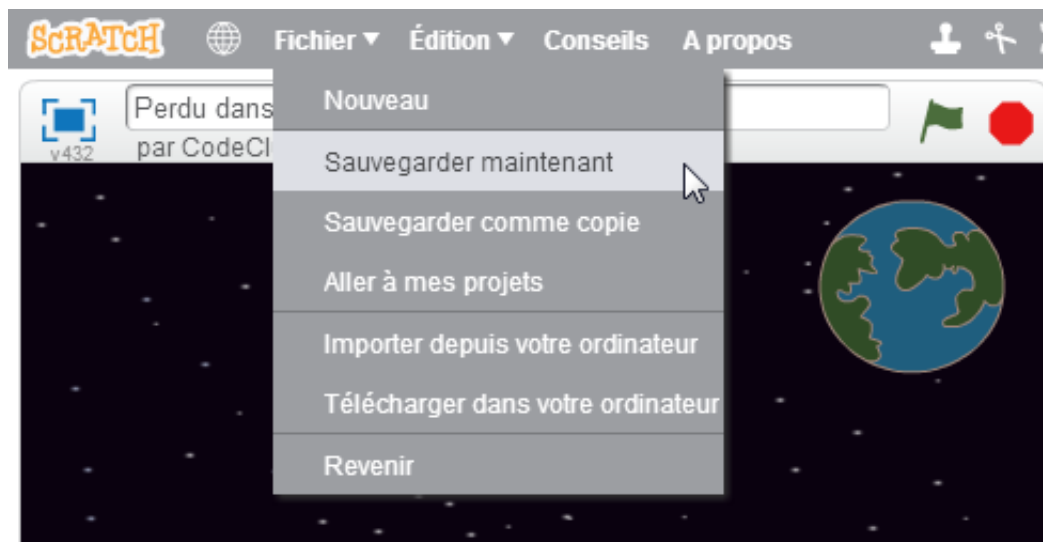 SCRATCH Fichier Édition Conseils A propos
Perdu dans
par CodeCl
v432
Nouveau
Sauvegarder maintenant
Sauvegarder comme copie
Aller à mes projets
Importer depuis votre ordinateur
Télécharger dans votre ordinateur
Revenir